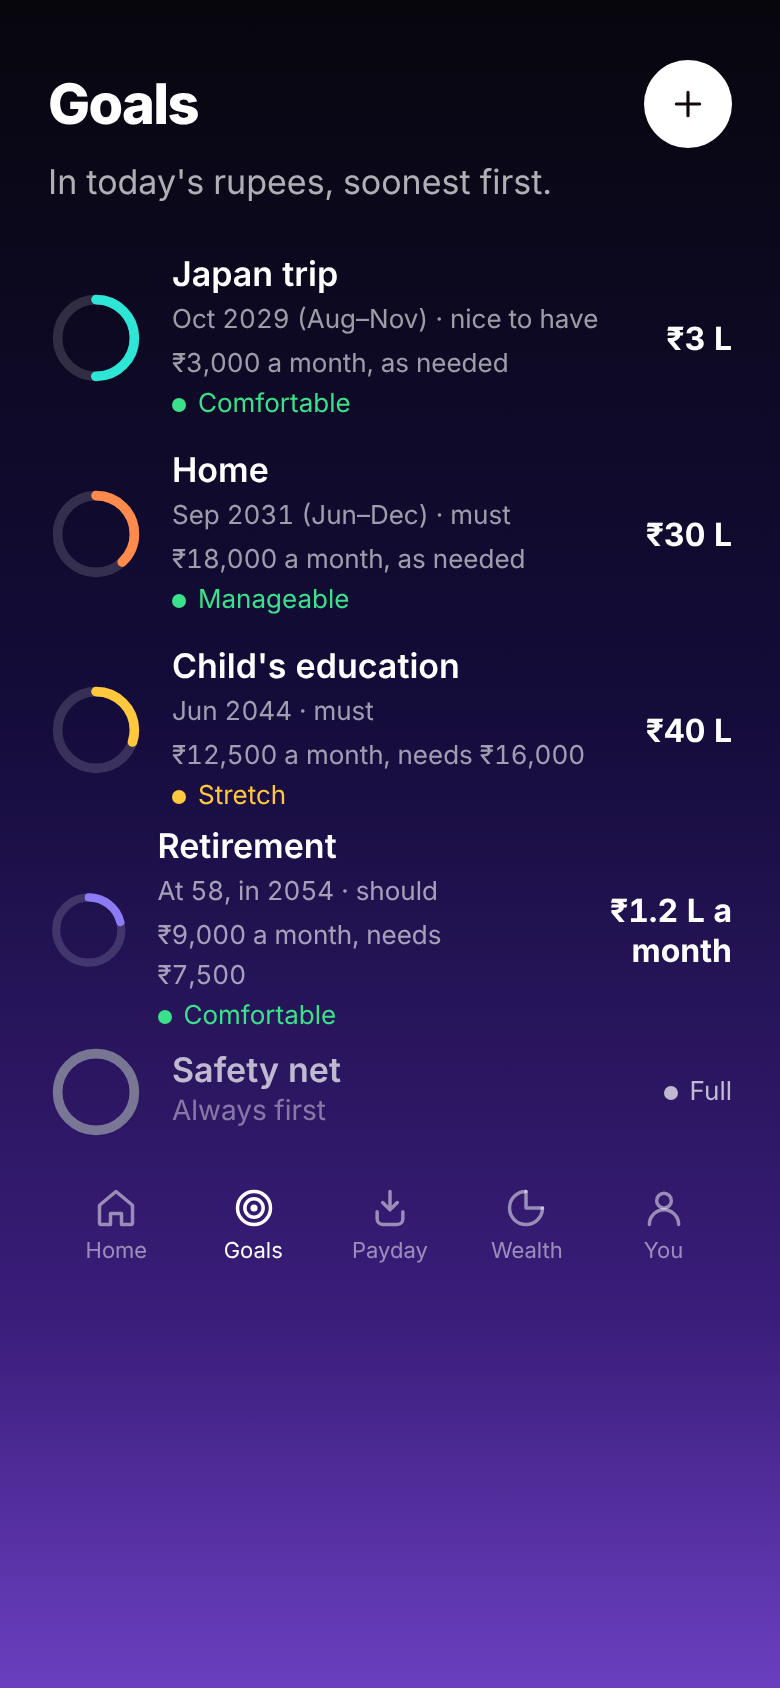 Goals
In today's rupees, soonest first.
Japan trip
Oct 2029 (Aug–Nov) · nice to have
₹3,000 a month, as needed
Comfortable
₹3 L
Home
Sep 2031 (Jun–Dec) · must
₹18,000 a month, as needed
Manageable
₹30 L
Child's education
Jun 2044 · must
₹12,500 a month, needs ₹16,000
Stretch
₹40 L
Retirement
At 58, in 2054 · should
₹9,000 a month, needs
₹7,500
Comfortable
₹1.2 L a
month
Safety net
Always first
Full
Home
Goals
Payday
Wealth
You